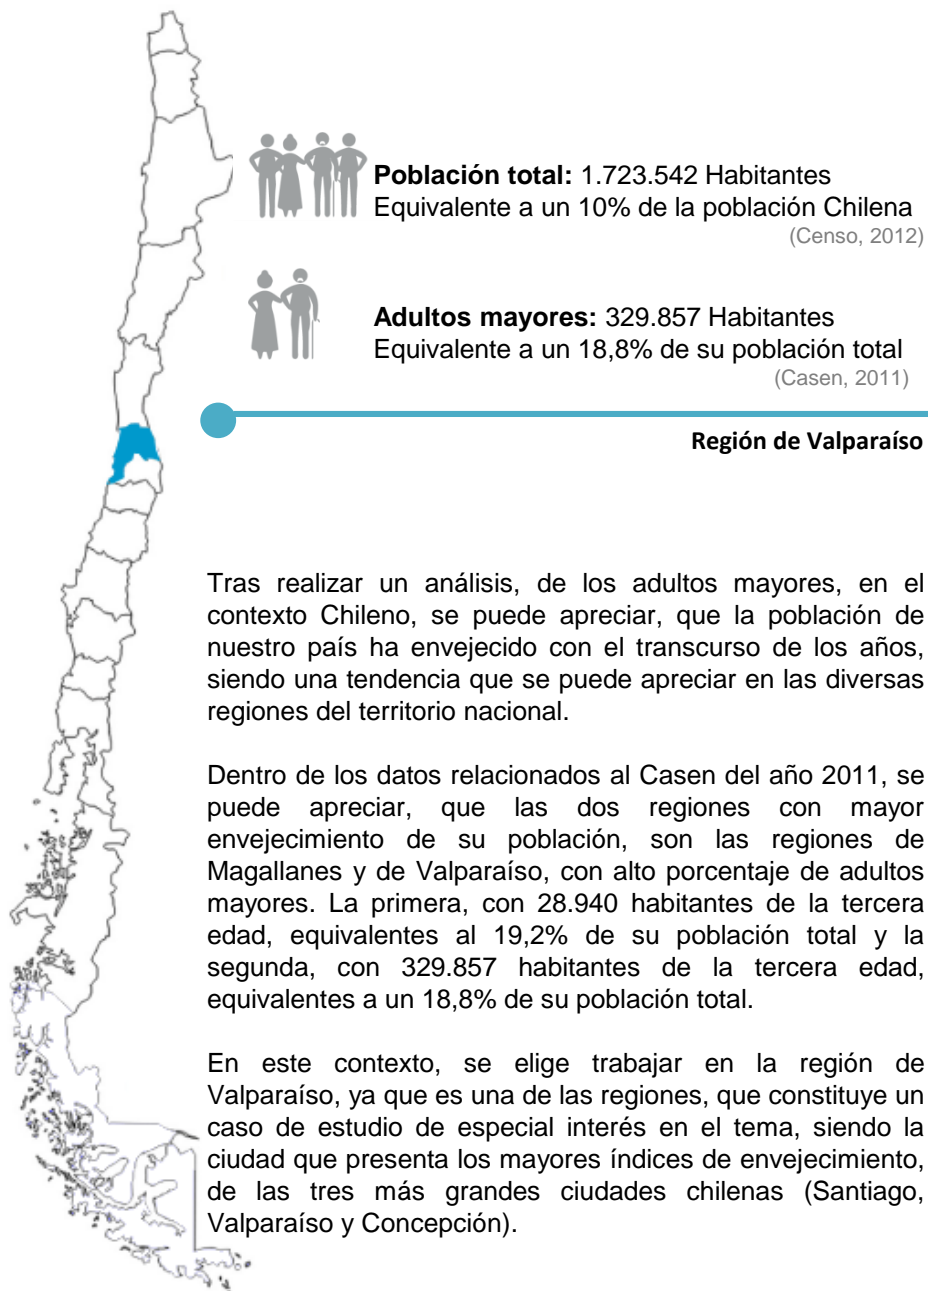 Población total: 1.723.542 Habitantes
Equivalente a un 10% de la población Chilena
(Censo, 2012)
Adultos mayores: 329.857 Habitantes
Equivalente a un 18,8% de su población total
(Casen, 2011)
Región de Valparaíso
Tras realizar un análisis, de los adultos mayores, en el
contexto Chileno, se puede apreciar, que la población de
nuestro país ha envejecido con el transcurso de los años,
siendo una tendencia que se puede apreciar en las diversas
regiones del territorio nacional.
Dentro de los datos relacionados al Casen del año 2011, se
puede apreciar, que las dos regiones con mayor
envejecimiento de su población, son las regiones de
Magallanes y de Valparaíso, con alto porcentaje de adultos
mayores. La primera, con 28.940 habitantes de la tercera
edad, equivalentes al 19,2% de su población total y la
segunda, con 329.857 habitantes de la tercera edad,
equivalentes a un 18,8% de su población total.
En este contexto, se elige trabajar en la región de
Valparaíso, ya que es una de las regiones, que constituye un
caso de estudio de especial interés en el tema, siendo la
ciudad que presenta los mayores índices de envejecimiento,
de las tres más grandes ciudades chilenas (Santiago,
Valparaíso y Concepción).